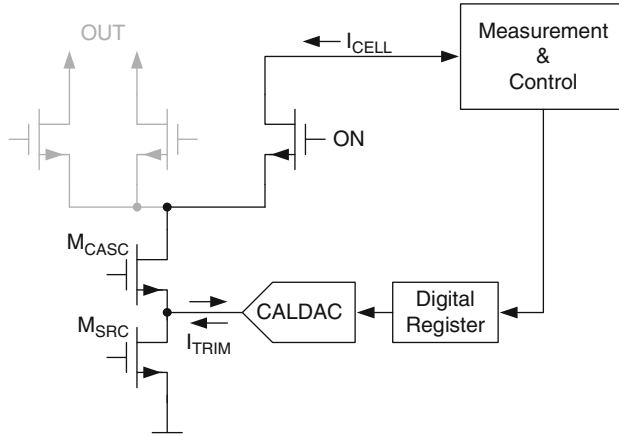 OUT
I_CELL
Measurement
&
Control
ON
M_CASC
CALDAC
Digital
Register
M_SRC
I_TRIM